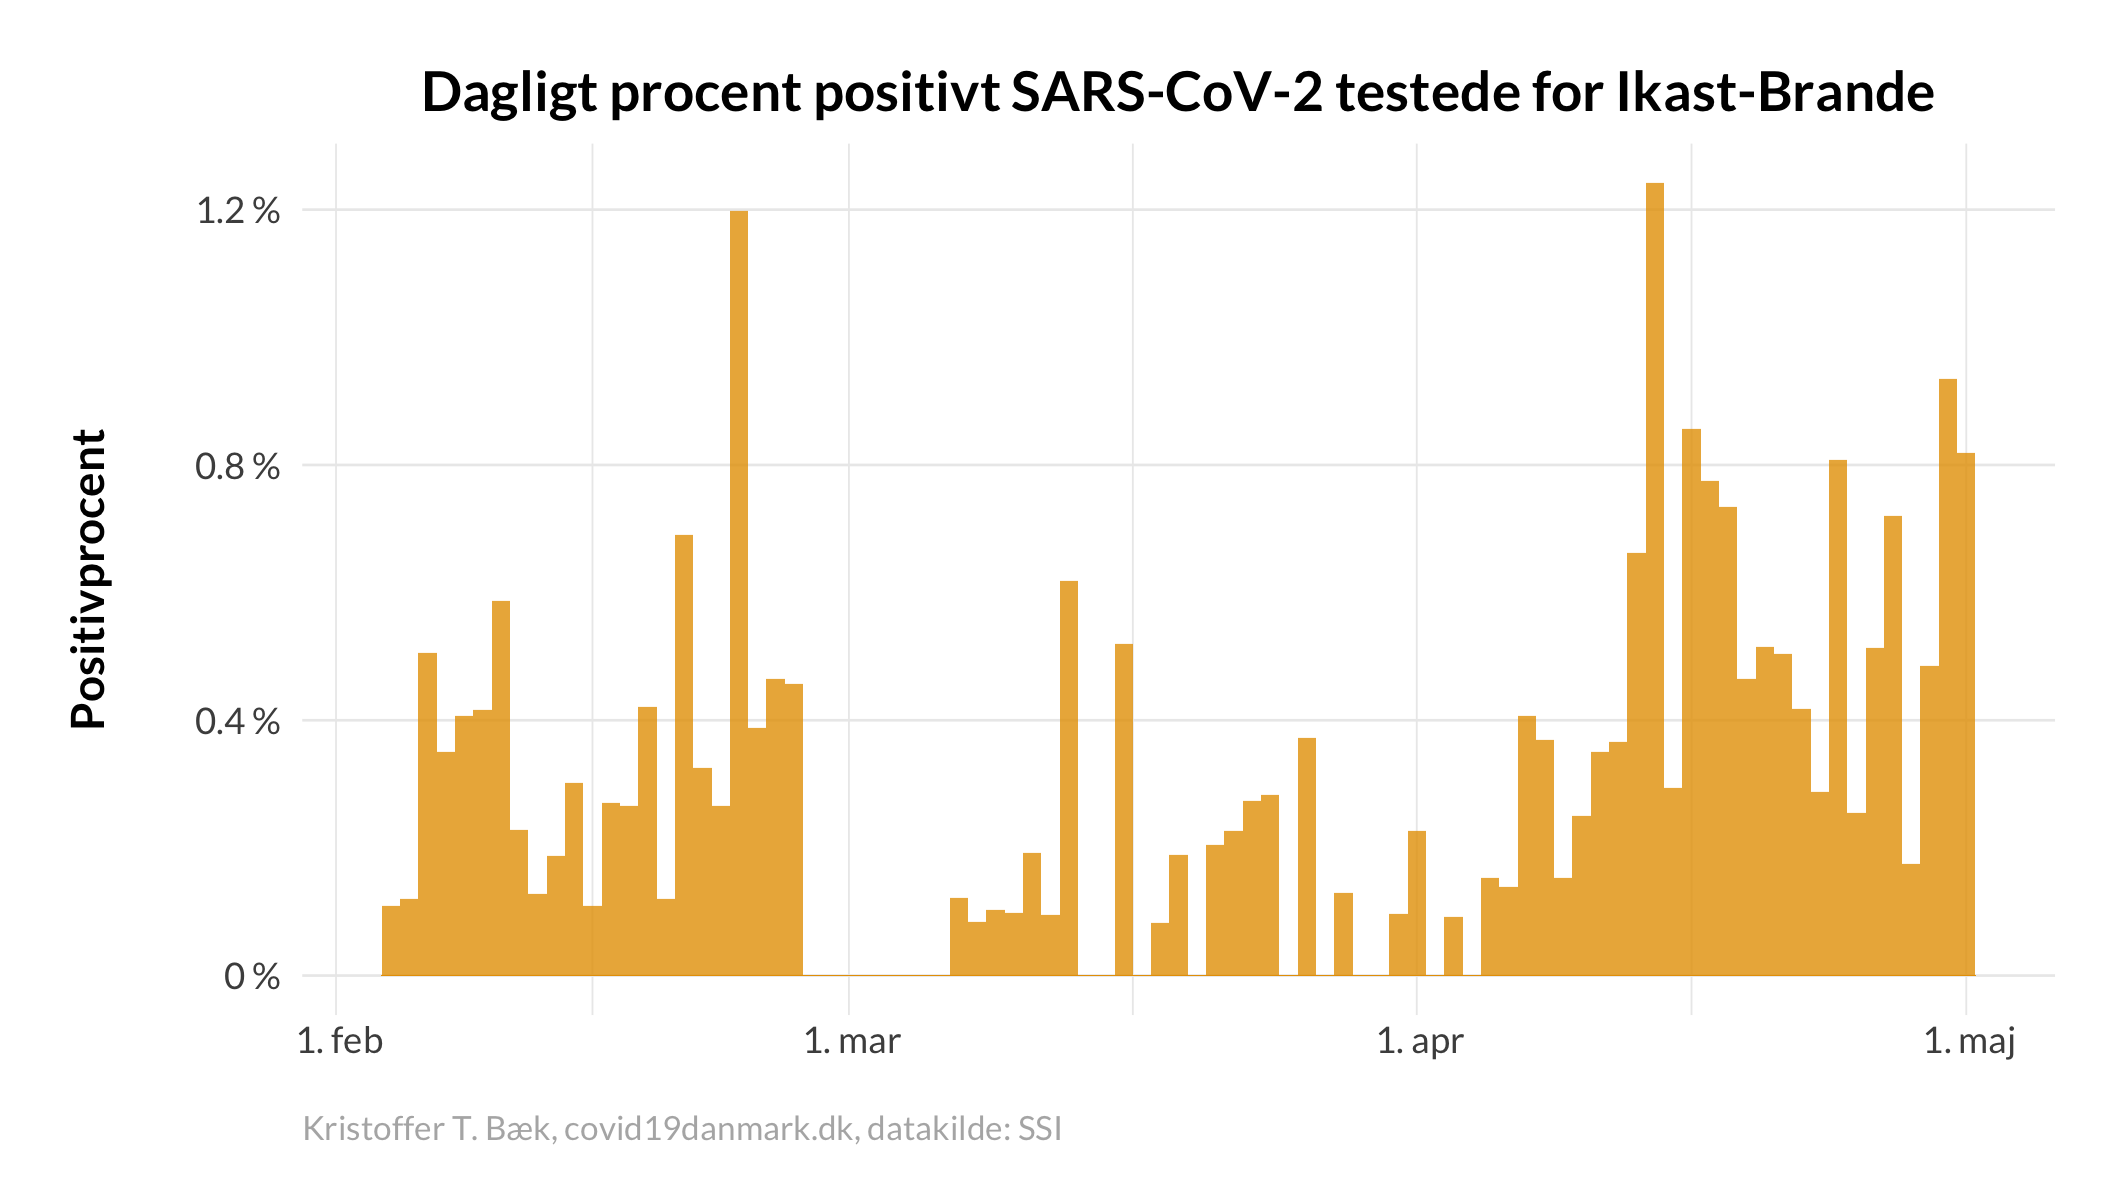 Dagligt procent positivt SARS-CoV-2 testede for Ikast-Brande
Positivprocent
1.2 %
0.8 %
0.4 %
0 %
1. feb
1. mar
1. apr
1. maj
Kristoffer T. Bæk, covid19danmark.dk, datakilde: SSI